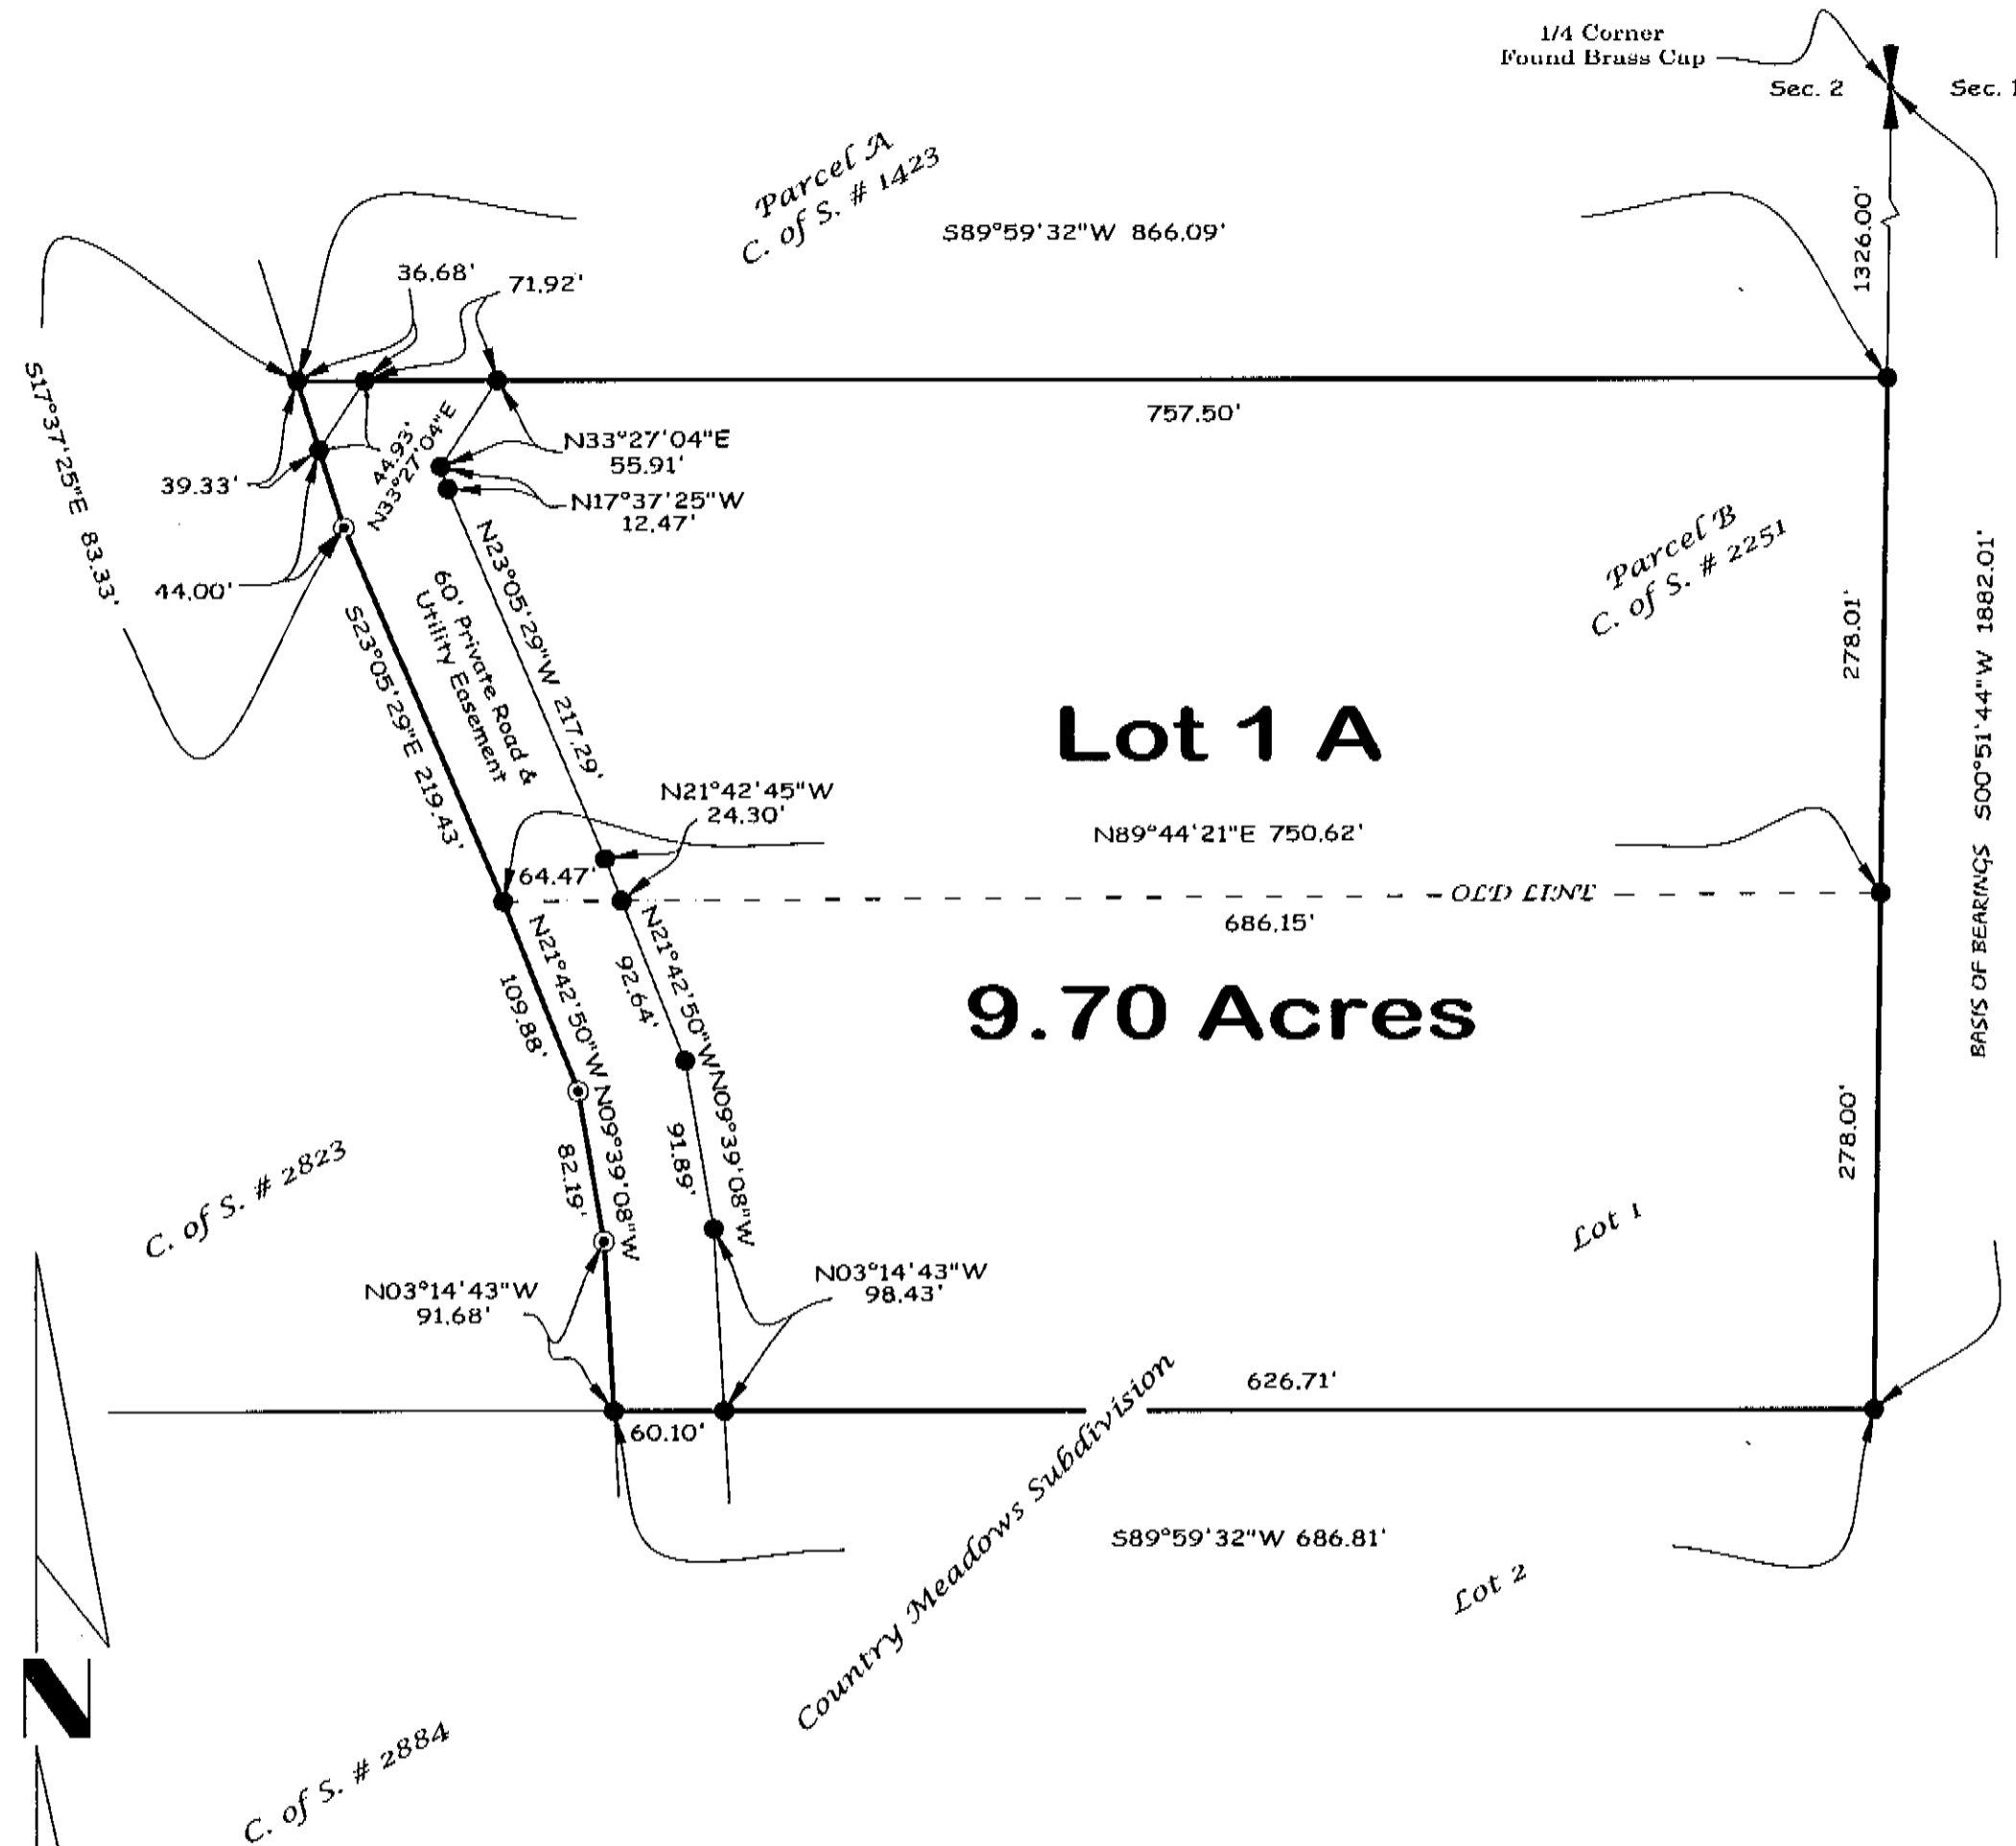 1/4 Corner
Found Brass Cap
Sec. 2
Sec. 1
Parcel A
C. of S. # 1423
S89°59'32"W 866.09'
1326.00'
36.68'
71.92'
757.50'
S17°37'25"E 83.33'
39.33'
44.93'
N33°27'04"E
N33°27'04"E
55.91'
N17°37'25"W
12.47'
44.00'
Parcel B
C. of S. # 2251
60' Private Road &
Utility Easement
N23°05'29"W 217.29'
S23°05'29"E 219.43'
278.01'
BASIS OF BEARINGS S00°51'44"W 1882.01'
Lot 1 A
N21°42'45"W
24.30'
N89°44'21"E 750.62'
64.47'
OLD LINE
686.15'
9.70 Acres
N21°42'50"W
109.88'
N21°42'50"W
92.64'
N09°39'08"W
82.19'
N09°39'08"W
91.89'
278.00'
C. of S. # 2823
Lot 1
N03°14'43"W
91.68'
N03°14'43"W
98.43'
626.71'
60.10'
Country Meadows Subdivision
S89°59'32"W 686.81'
Lot 2
N
C. of S. # 2884